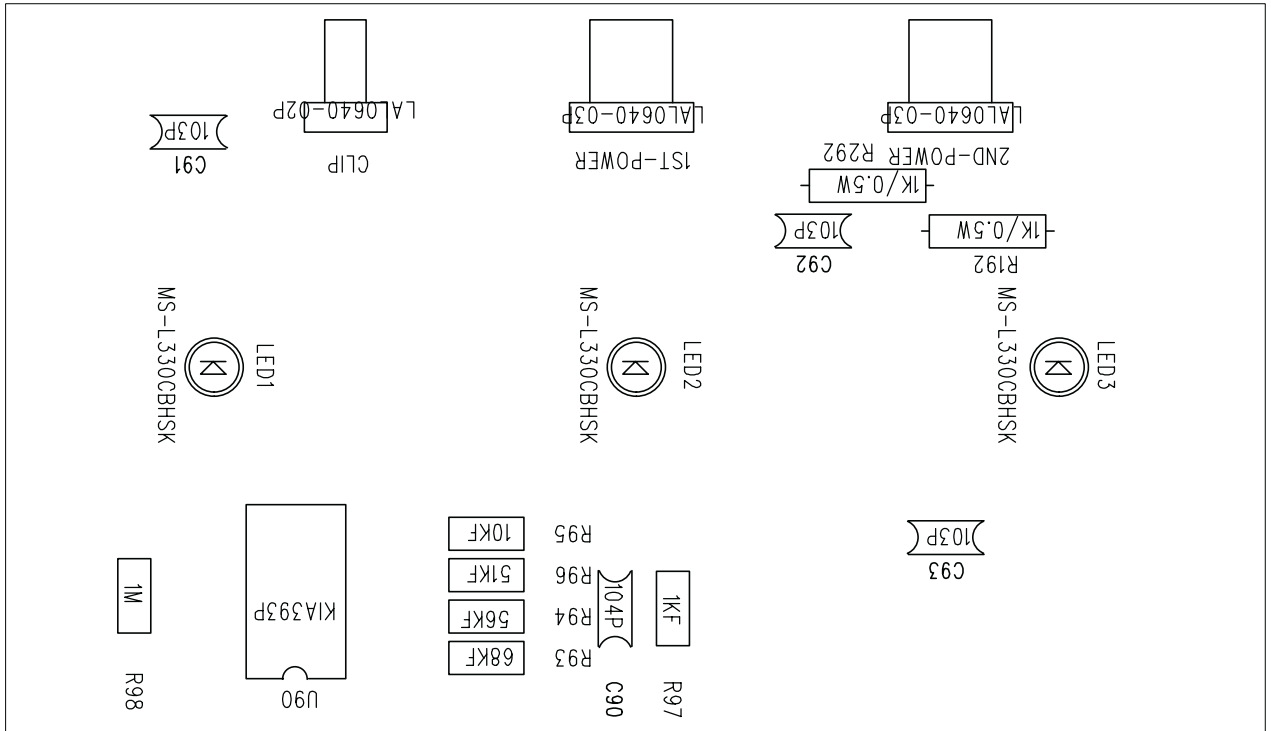 LAL0640-02P
LAL0640-03P
LAL0640-03P
103P
C91
CLIP
1ST-POWER
2ND-POWER
R292
1K/0.5W
103P
C92
1K/0.5W
R192
MS-L330CBHSK
LED1
MS-L330CBHSK
LED2
MS-L330CBHSK
LED3
10KF
R95
51KF
R96
56KF
R94
68KF
R93
1M
R98
KIA393P
U90
104P
C90
1KF
R97
103P
C93